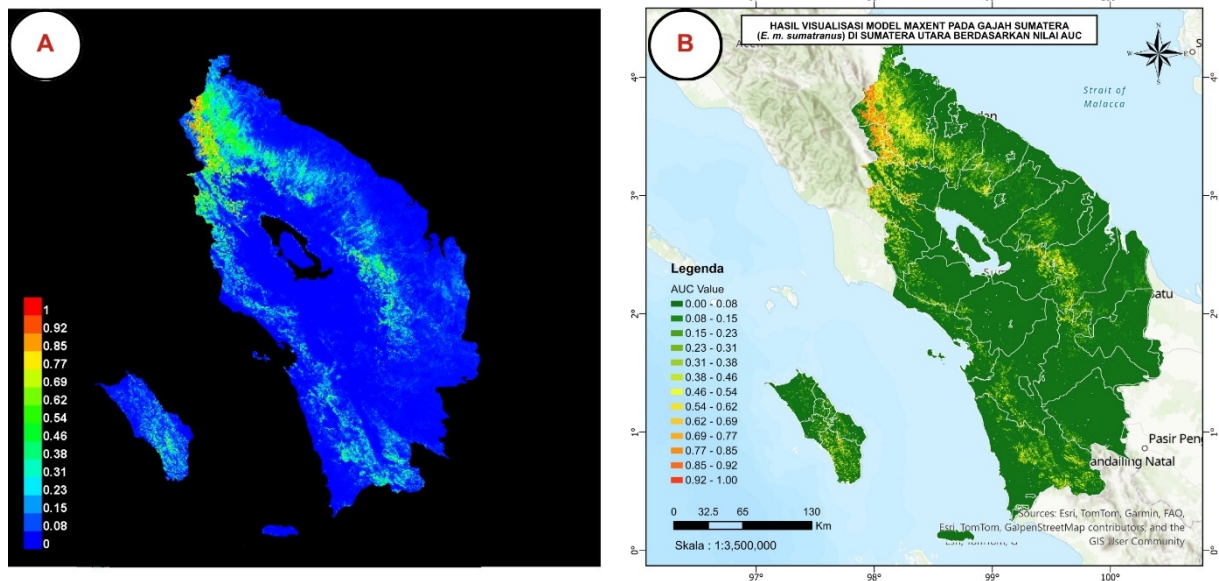 A
1
0.92
0.85
0.77
0.69
0.62
0.54
0.46
0.38
0.31
0.23
0.15
0.08
0
B
HASIL VISUALISASI MODEL MAXENT PADA GAJAH SUMATERA
(E. m. sumatranus) DI SUMATERA UTARA BERDASARKAN NILAI AUC
N
W
E
S
Strait of
Malacca
4°
3°
2°
1°
0°
Legenda
AUC Value
0.00 - 0.08
0.08 - 0.15
0.15 - 0.23
0.23 - 0.31
0.31 - 0.38
0.38 - 0.46
0.46 - 0.54
0.54 - 0.62
0.62 - 0.69
0.69 - 0.77
0.77 - 0.85
0.85 - 0.92
0.92 - 1.00
dan
Sum
Batu
Pasir Pen
andailing Natal
0 32.5 65 130
Km
Skala : 1:3,500,000
Sources: Esri, TomTom, Garmin, FAO,
Esri, TomTom, Ga
OpenStreetMap contributors, and the
GIS User Community
97° 98° 99° 100°